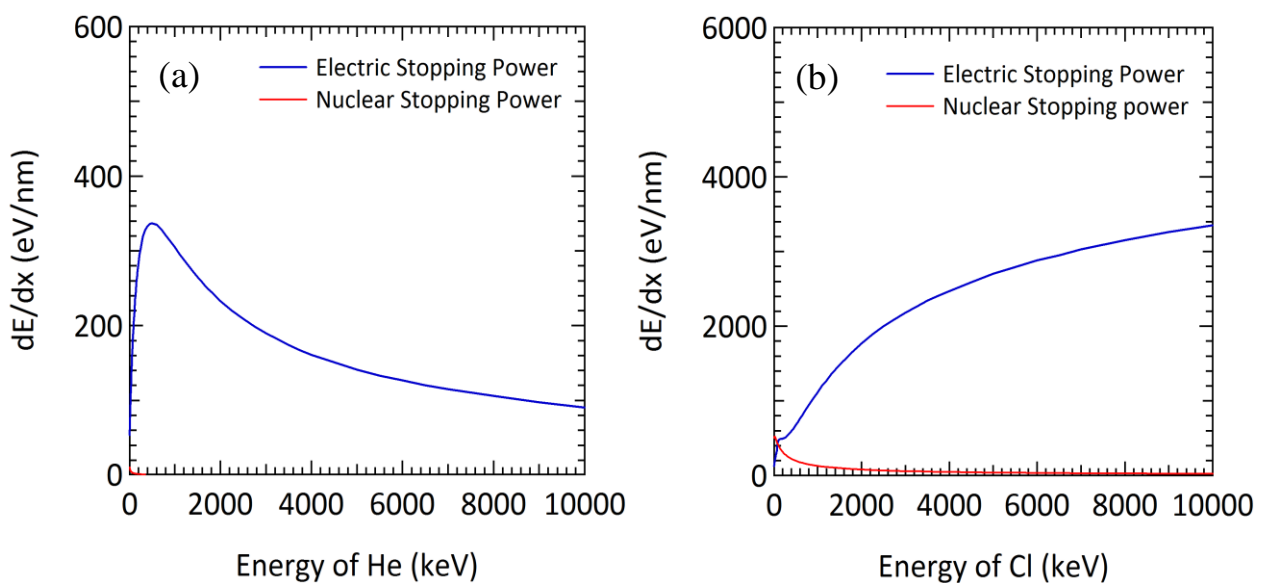 600
400
200
0
dE/dx (eV/nm)
(a)
Electric Stopping Power
Nuclear Stopping Power
0 2000 4000 6000 8000 10000
Energy of He (keV)
6000
4000
2000
0
dE/dx (eV/nm)
(b)
Electric Stopping Power
Nuclear Stopping power
0 2000 4000 6000 8000 10000
Energy of Cl (keV)